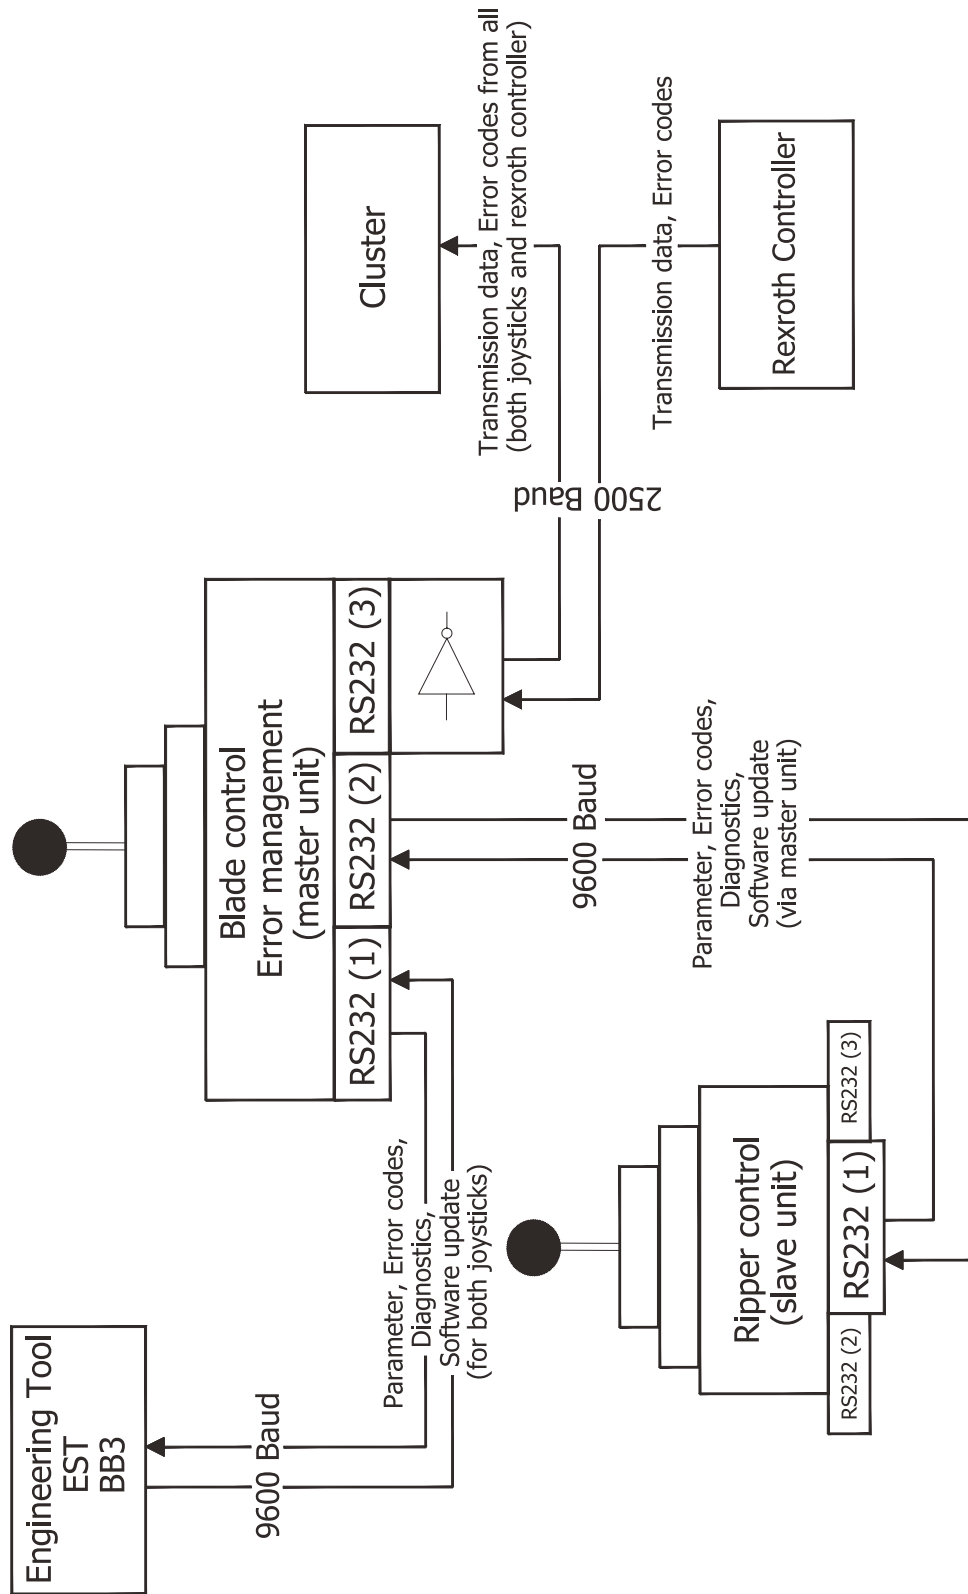 Engineering Tool
EST
BB3
9600 Baud
Parameter, Error codes,
Diagnostics,
Software update
(for both joysticks)
Blade control
Error management
(master unit)
RS232 (1)
RS232 (2)
RS232 (3)
Cluster
Transmission data, Error codes from all
(both joysticks and rexroth controller)
2500 Baud
Transmission data, Error codes
Rexroth Controller
9600 Baud
Parameter, Error codes,
Diagnostics,
Software update
(via master unit)
Ripper control
(slave unit)
RS232 (2)
RS232 (1)
RS232 (3)